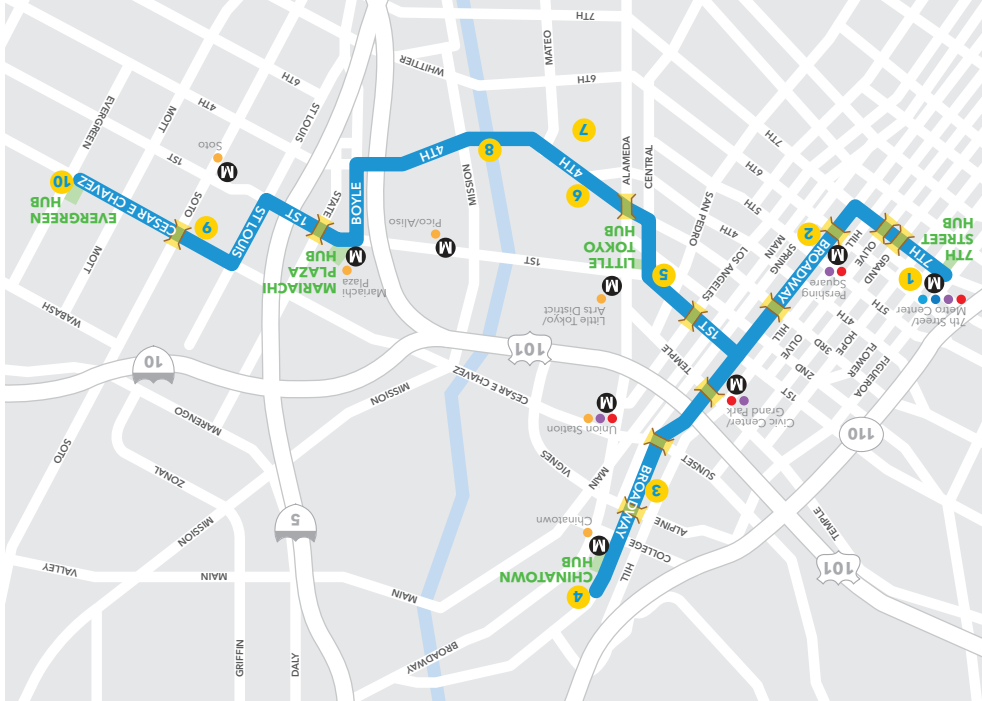 DALY
GRIFFIN
BROADWAY
4
CHINATOWN
HUB
MAIN
MAIN
VALLEY
101
HILL
COLLEGE
M
Chinatown
ALPINE
TEMPLE
MISSION
5
BROADWAY
3
ZONAL
SUNSET
VIGNES
MAIN
SOTO
110
Union Station
M
Civic Center/
Grand Park
M
MARENGO
CESAR E CHAVEZ
MISSION
FIGUEROA
FLOWER
HOPE
1ST
2ND
3RD
4TH
5TH
OLIVE
HILL
TEMPLE
101
10
WABASH
7th Street/
Metro Center
M
1
7TH
7TH
STREET
HUB
GRAND
OLIVE
HILL
Pershing
Square
M
2
BROADWAY
1ST
Little Tokyo/
Arts District
M
5
LITTLE
TOKYO
HUB
MAIN
SPRING
LOS ANGELES
SAN PEDRO
4TH
5TH
6TH
7TH
1ST
Pico/Aliso
M
Mariachi
Plaza
M
MARIACHI
PLAZA
HUB
1ST
STATE
BOYLE
ST LOUIS
9
CESAR E CHAVEZ
MOTT
SOTO
EVERGREEN
HUB
10
6
4TH
7
8
4TH
MISSION
CENTRAL
ALAMEDA
M
Soto
1ST
4TH
6TH
ST LOUIS
MOTT
EVERGREEN
6TH
WHITTIER
MATEO
7TH